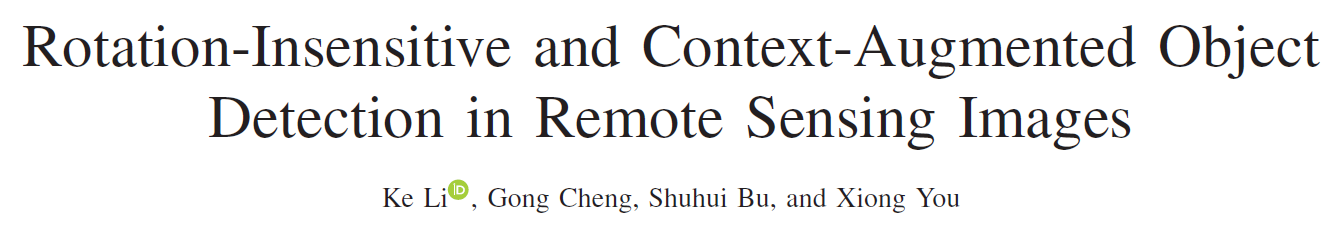 Rotation-Insensitive and Context-Augmented Object
Detection in Remote Sensing Images
Ke Li iD, Gong Cheng, Shuhui Bu, and Xiong You